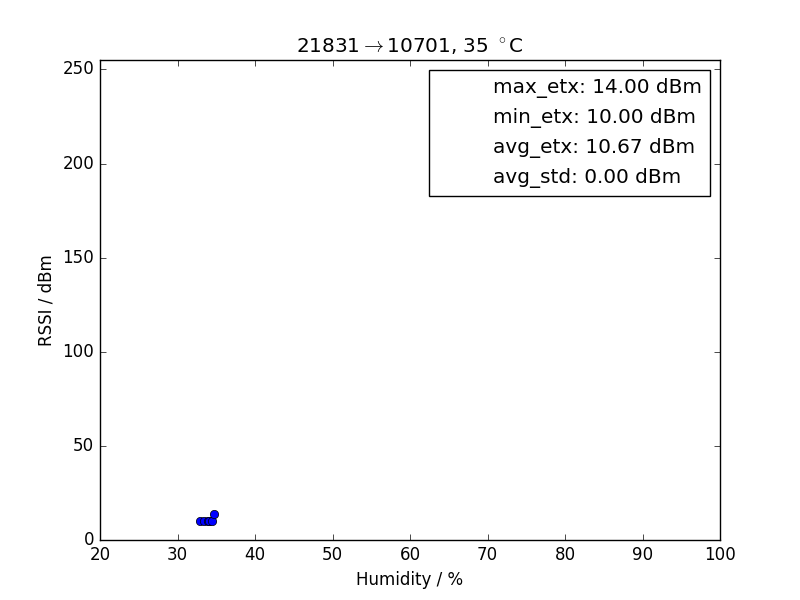 21831→10701, 35 °C
max_etx: 14.00 dBm
min_etx: 10.00 dBm
avg_etx: 10.67 dBm
avg_std: 0.00 dBm
RSSI / dBm
250
200
150
100
50
0
20 30 40 50 60 70 80 90 100
Humidity / %